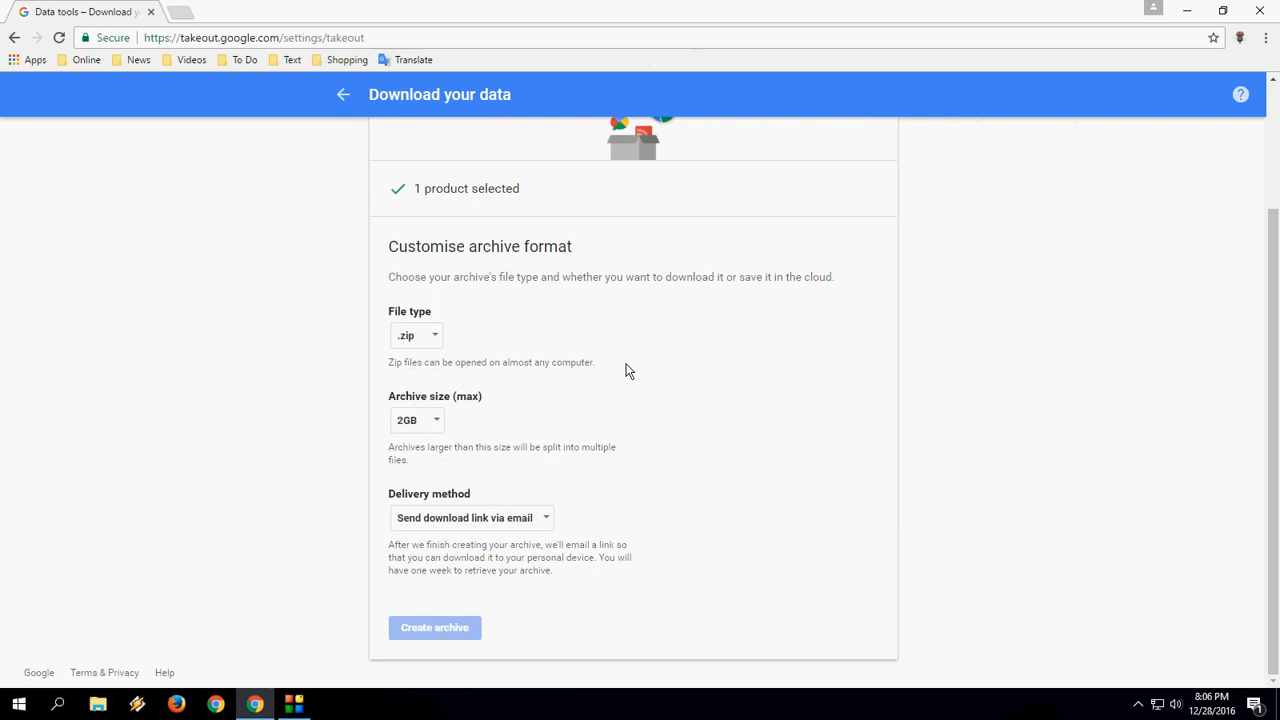 Data tools – Download y
Secure
https://takeout.google.com/settings/takeout
Apps
Online
News
Videos
To Do
Text
Shopping
Translate
Download your data
1 product selected
Customise archive format
Choose your archive's file type and whether you want to download it or save it in the cloud.
File type
.zip
Zip files can be opened on almost any computer.
Archive size (max)
2GB
Archives larger than this size will be split into multiple
files.
Delivery method
Send download link via email
After we finish creating your archive, we'll email a link so
that you can download it to your personal device. You will
have one week to retrieve your archive.
Create archive
Google
Terms & Privacy
Help
8:06 PM
12/28/2016
1